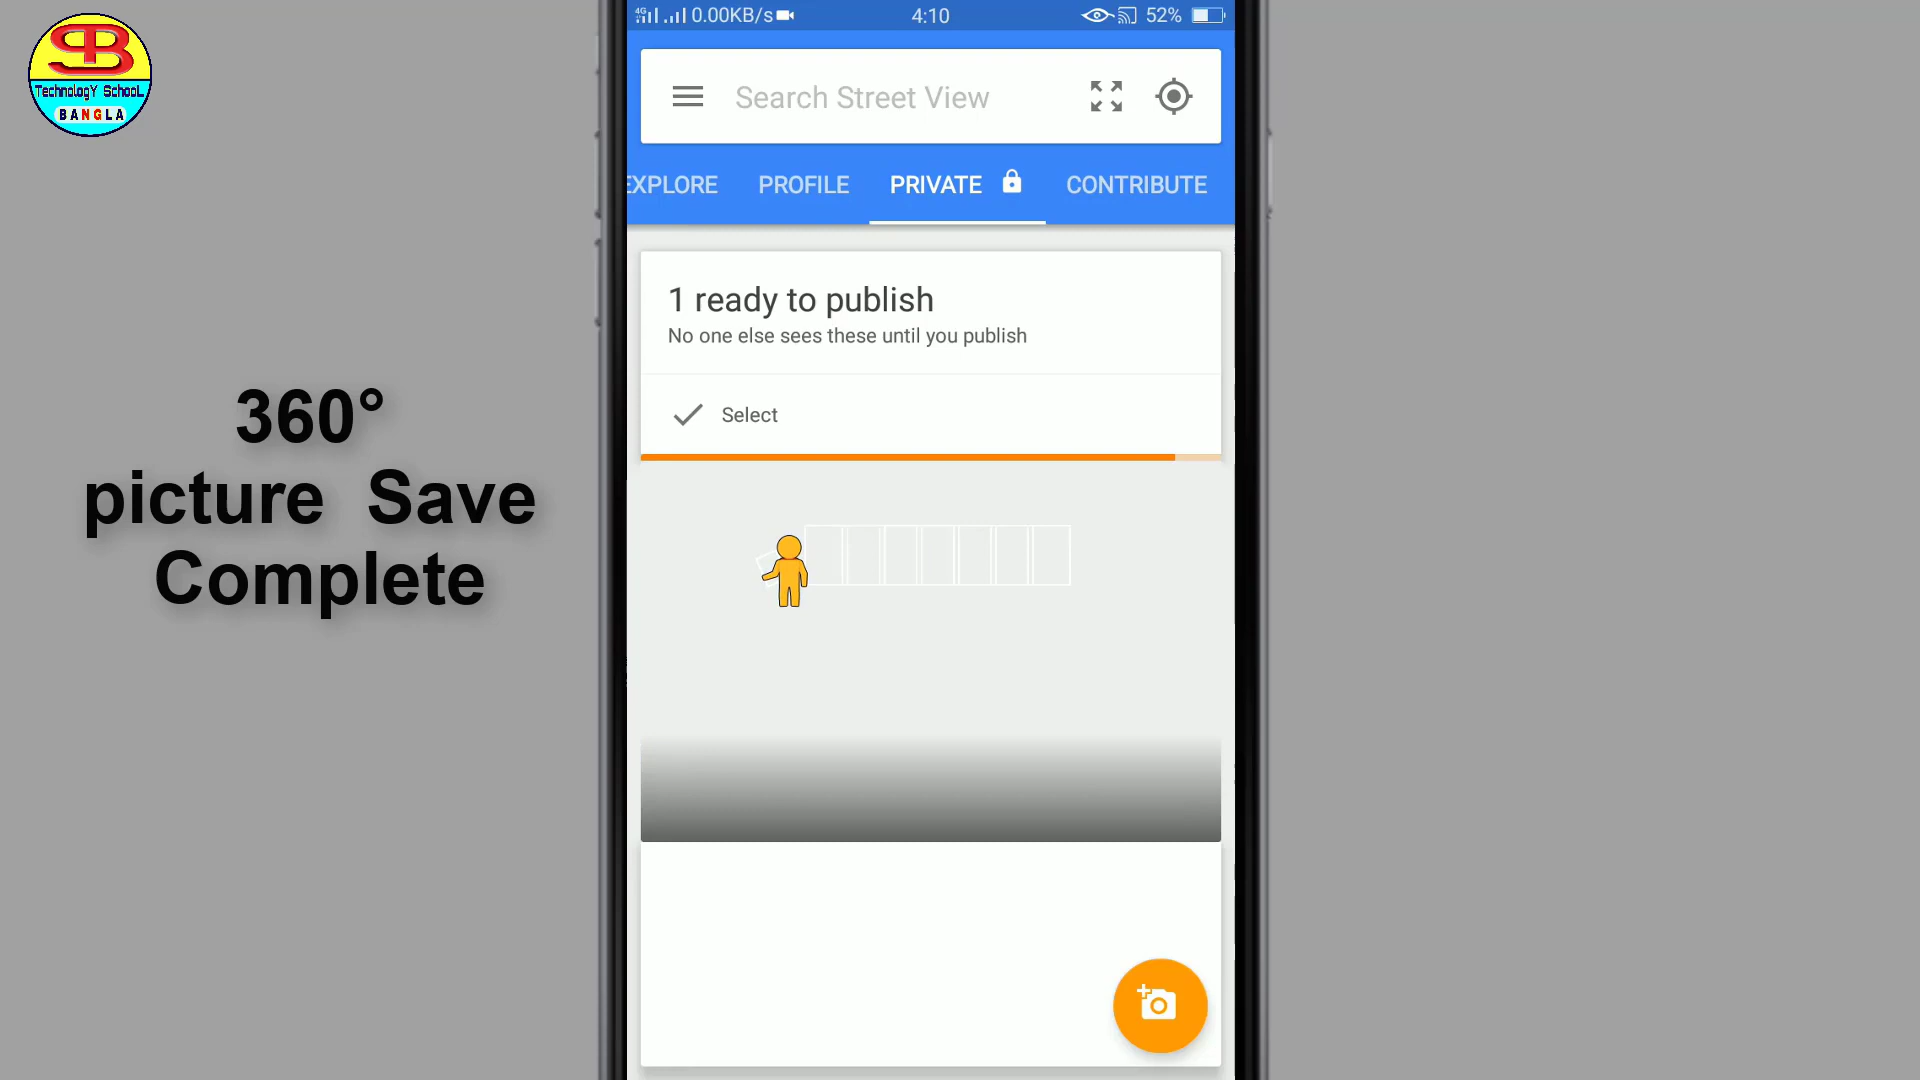 TechnologY SchooL
BANGLA
4G 0.00KB/s 4:10 52%
Search Street View
EXPLORE PROFILE PRIVATE CONTRIBUTE
1 ready to publish
No one else sees these until you publish
Select
360°
picture Save
Complete